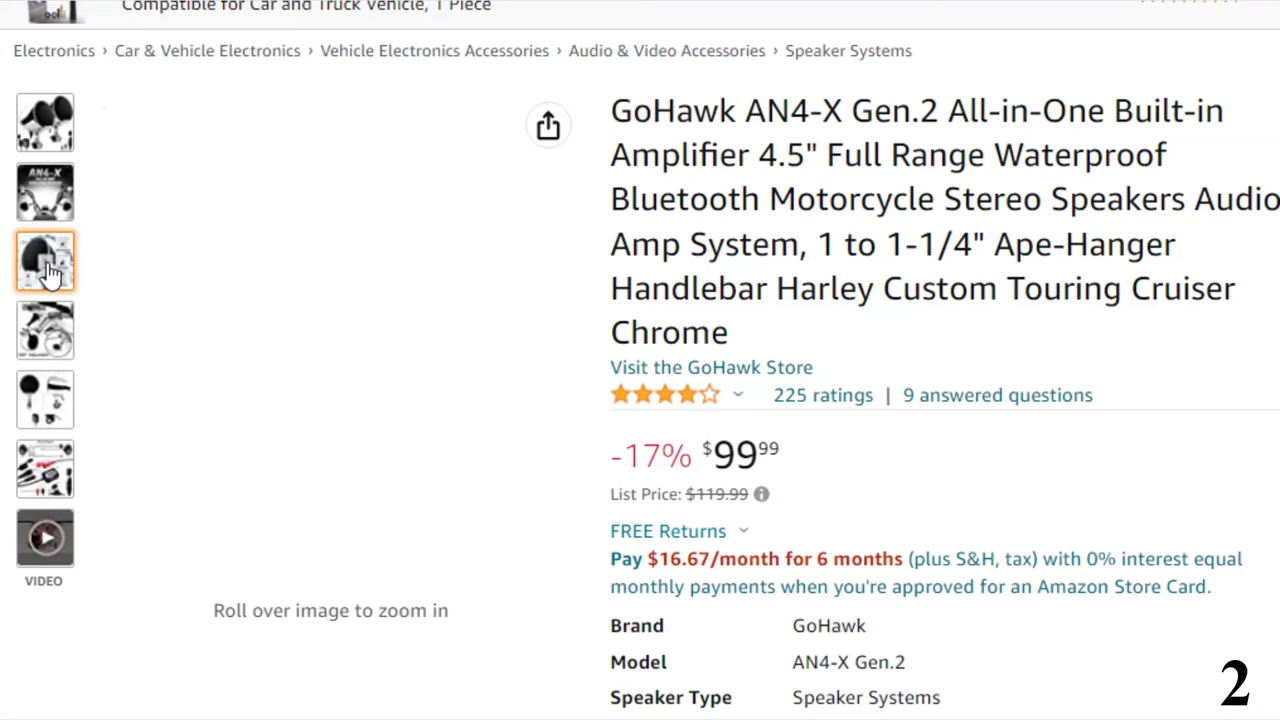 Compatible for Car and Truck Vehicle, 1 Piece
Electronics › Car & Vehicle Electronics › Vehicle Electronics Accessories › Audio & Video Accessories › Speaker Systems
GoHawk AN4-X Gen.2 All-in-One Built-in
Amplifier 4.5" Full Range Waterproof
Bluetooth Motorcycle Stereo Speakers Audio
Amp System, 1 to 1-1/4" Ape-Hanger
Handlebar Harley Custom Touring Cruiser
Chrome
Visit the GoHawk Store
225 ratings | 9 answered questions
-17% $99 99
List Price: $119.99
FREE Returns
Pay $16.67/month for 6 months (plus S&H, tax) with 0% interest equal
monthly payments when you're approved for an Amazon Store Card.
Brand GoHawk
Model AN4-X Gen.2
Speaker Type Speaker Systems
AN4-X
VIDEO
Roll over image to zoom in
2